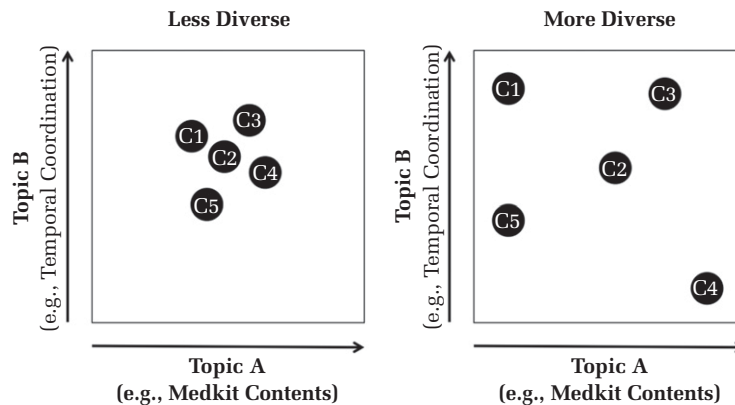 Less Diverse
Topic B
(e.g., Temporal Coordination)
C1
C3
C2
C4
C5
Topic A
(e.g., Medkit Contents)
More Diverse
Topic B
(e.g., Temporal Coordination)
C1
C3
C2
C5
C4
Topic A
(e.g., Medkit Contents)